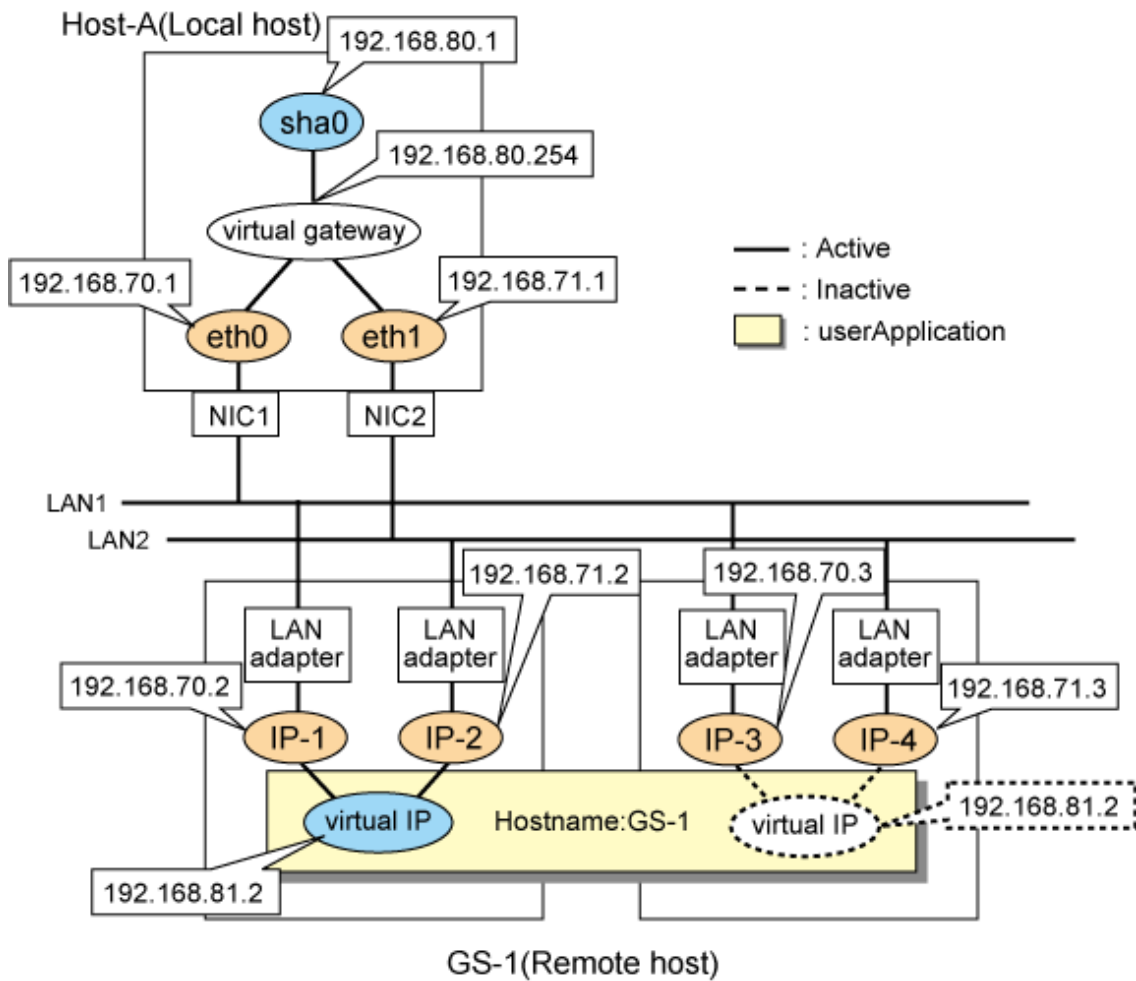 Host-A(Local host)
192.168.80.1
sha0
192.168.80.254
virtual gateway
192.168.70.1
192.168.71.1
eth0
eth1
NIC1
NIC2
: Active
: Inactive
: userApplication
LAN1
LAN2
192.168.71.2
192.168.70.3
LAN
adapter
LAN
adapter
LAN
adapter
LAN
adapter
192.168.70.2
192.168.71.3
IP-1
IP-2
IP-3
IP-4
virtual IP
Hostname:GS-1
virtual IP
192.168.81.2
192.168.81.2
GS-1(Remote host)